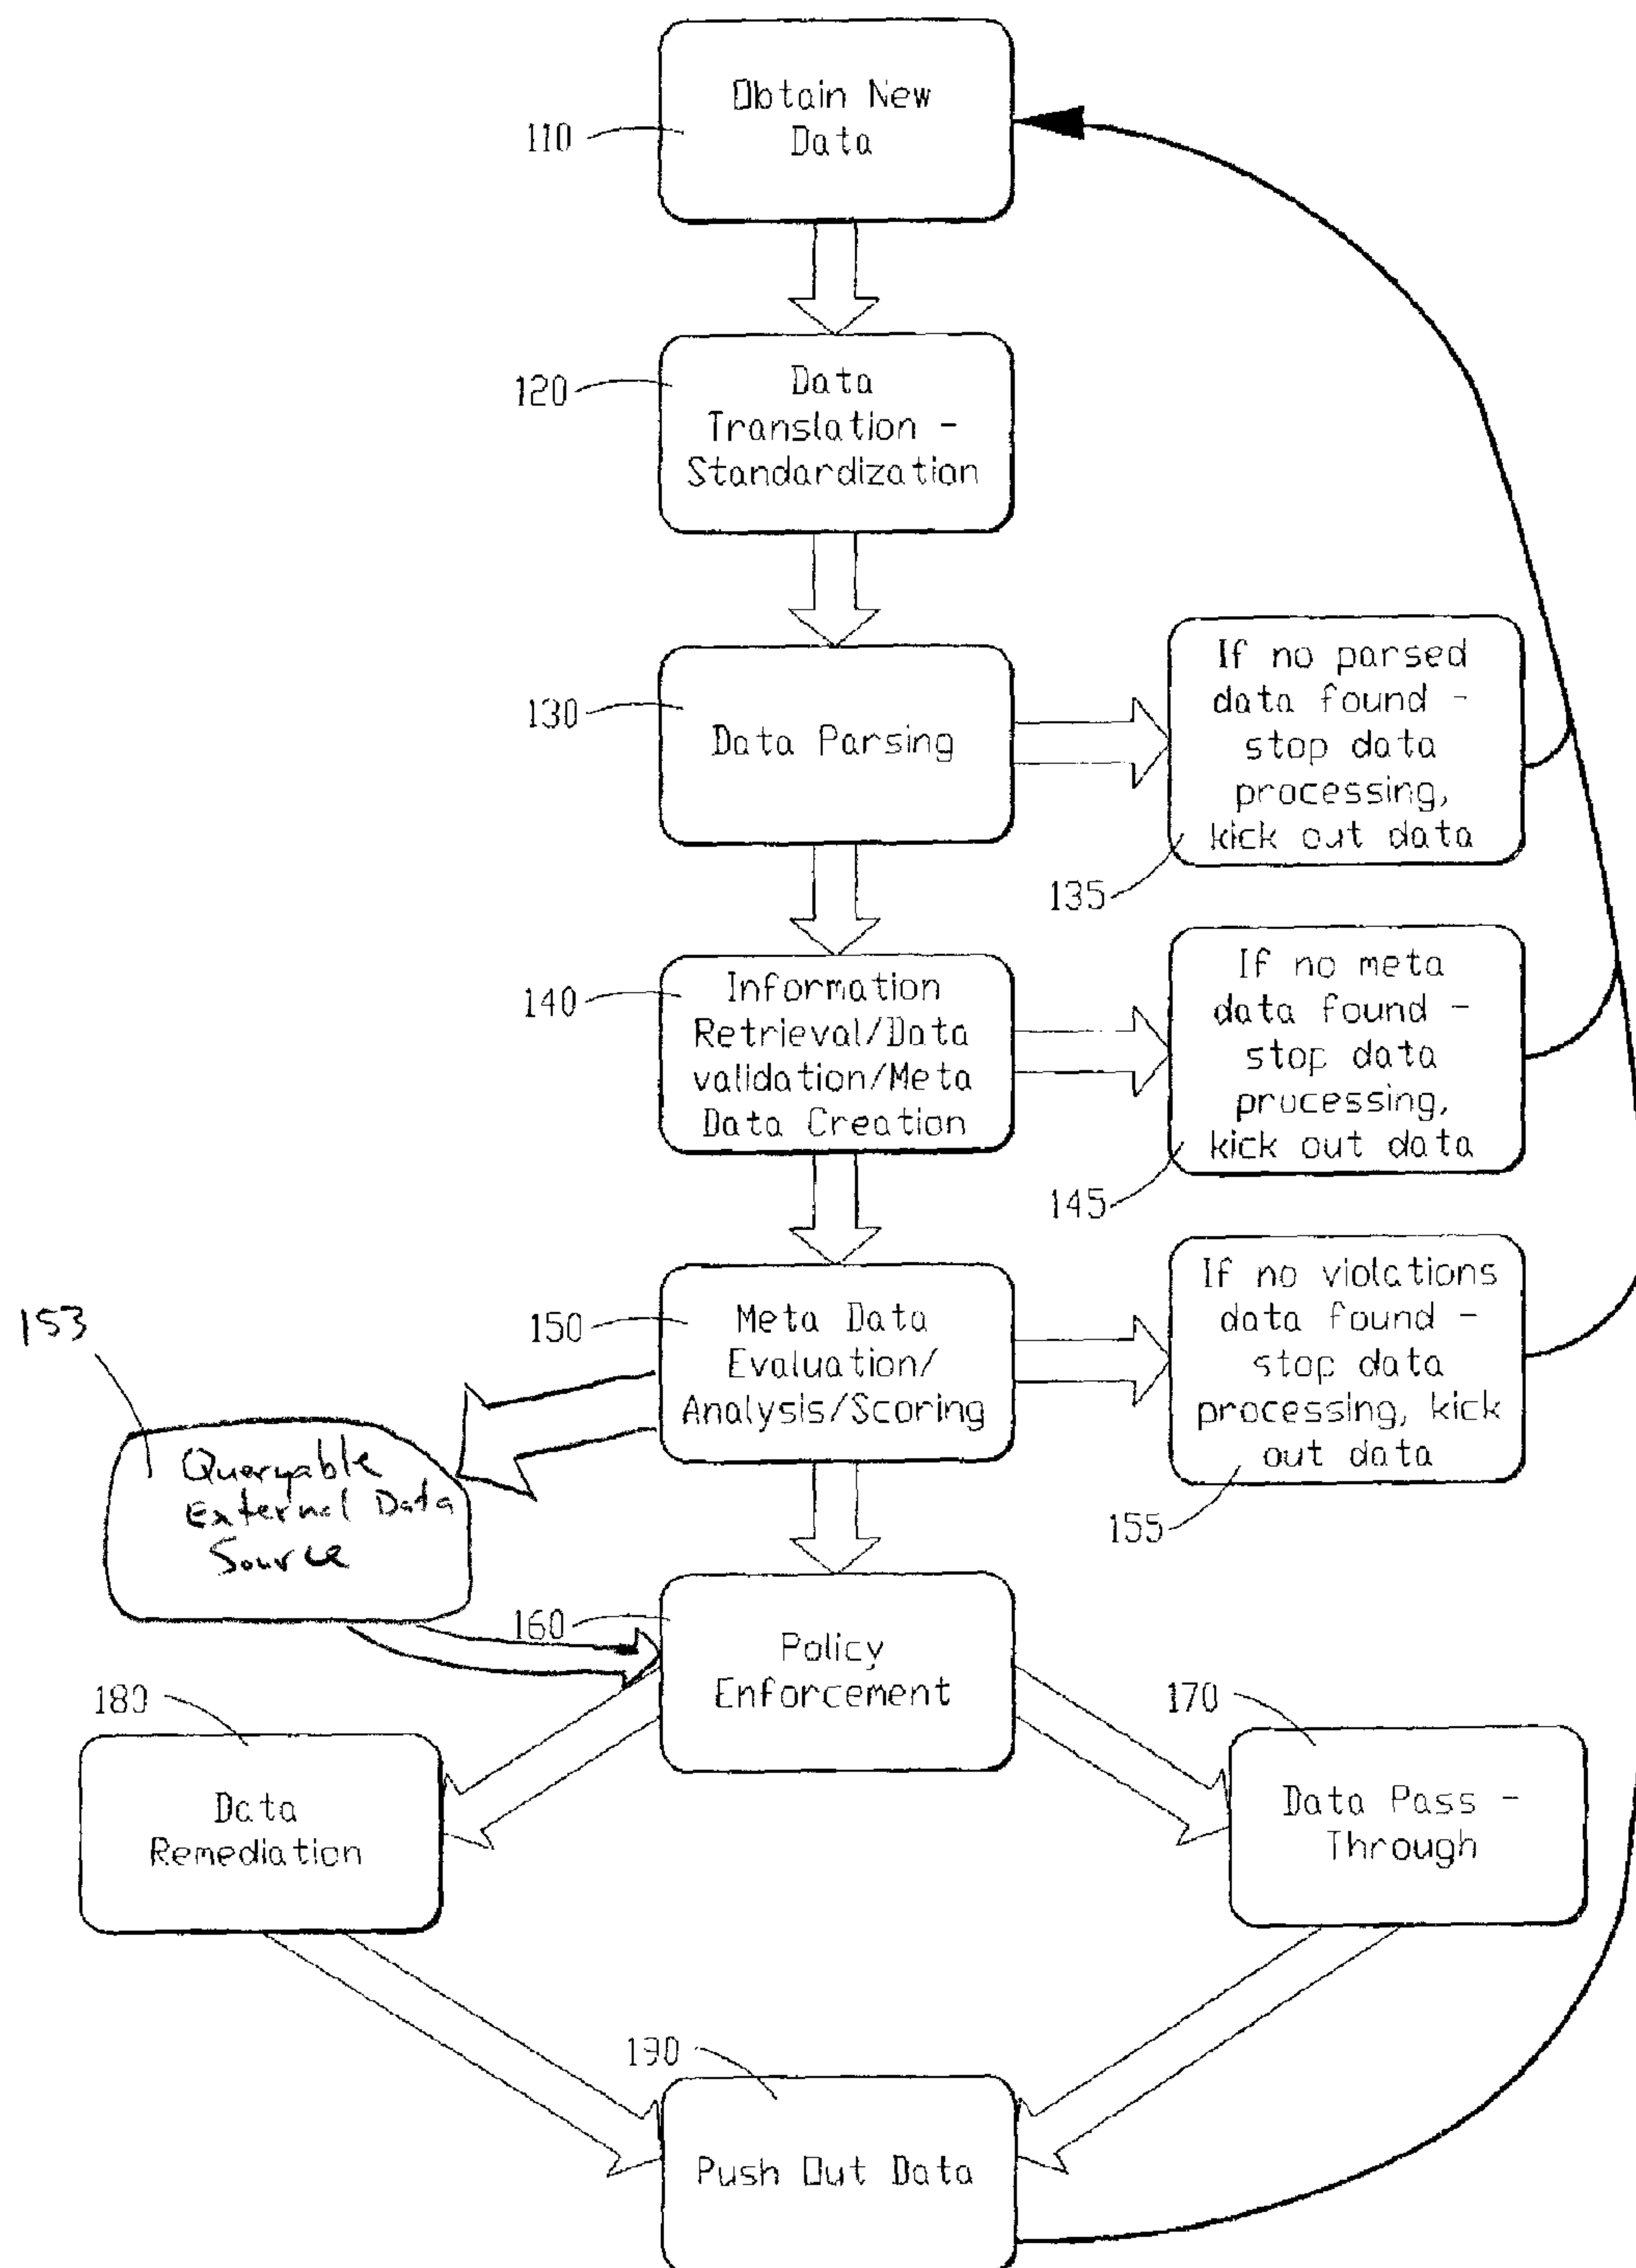 Obtain New
Data
110
120
Data
Translation -
Standardization
130
Data Parsing
If no parsed
data found -
stop data
processing,
kick out data
135
140
Information
Retrieval/Data
validation/Meta
Data Creation
If no meta
data found -
stop data
processing,
kick out data
145
150
Meta Data
Evaluation/
Analysis/Scoring
If no violations
data found -
stop data
processing, kick
out data
155
153
Queryable
External Data
Source
160
Policy
Enforcement
180
Data
Remediation
170
Data Pass -
Through
190
Push Out Data